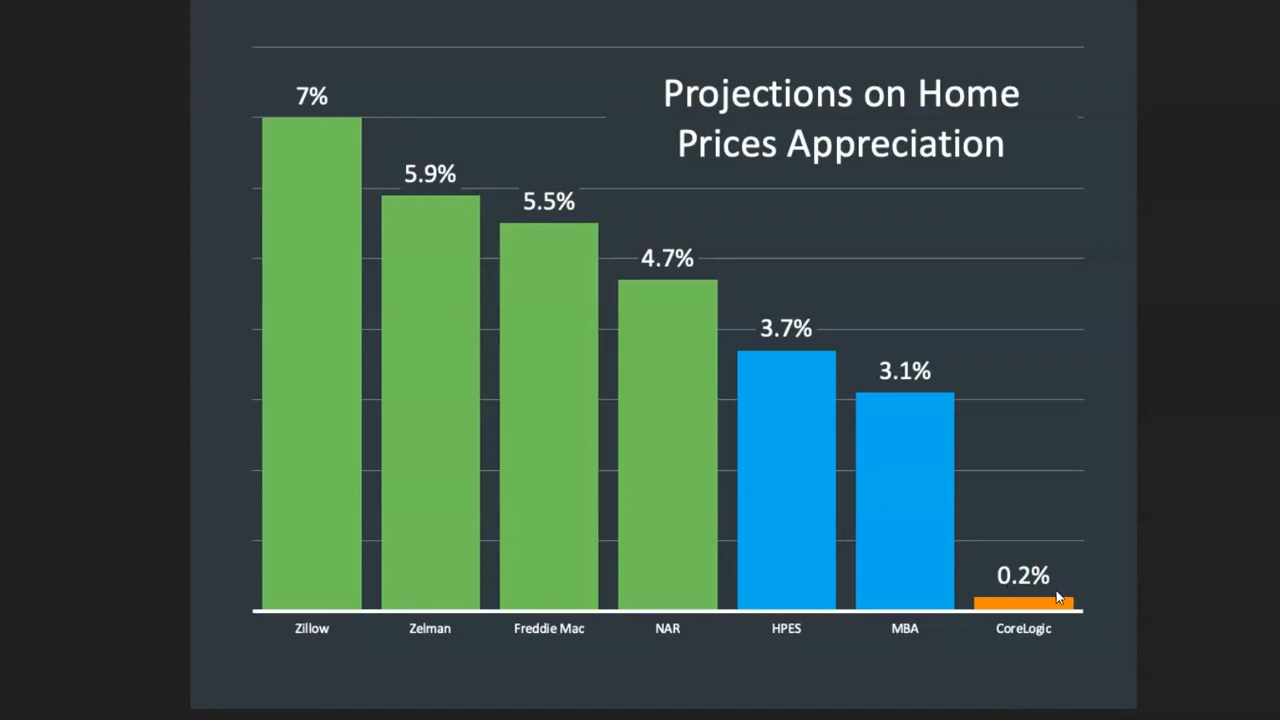 Projections on Home
Prices Appreciation
7%
5.9%
5.5%
4.7%
3.7%
3.1%
0.2%
Zillow
Zelman
Freddie Mac
NAR
HPES
MBA
CoreLogic